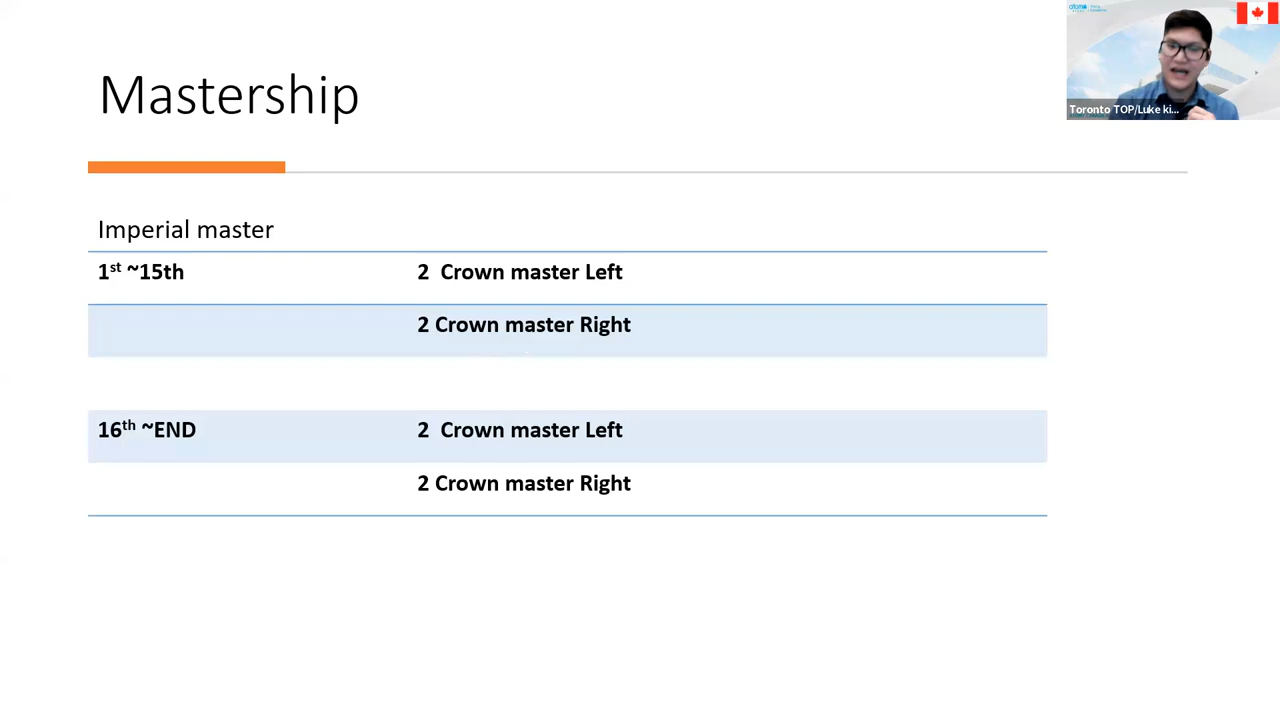 atomy
Toronto TOP/Luke ki...
Mastership
Imperial master
1st ~15th 2 Crown master Left
2 Crown master Right
16th ~END 2 Crown master Left
2 Crown master Right